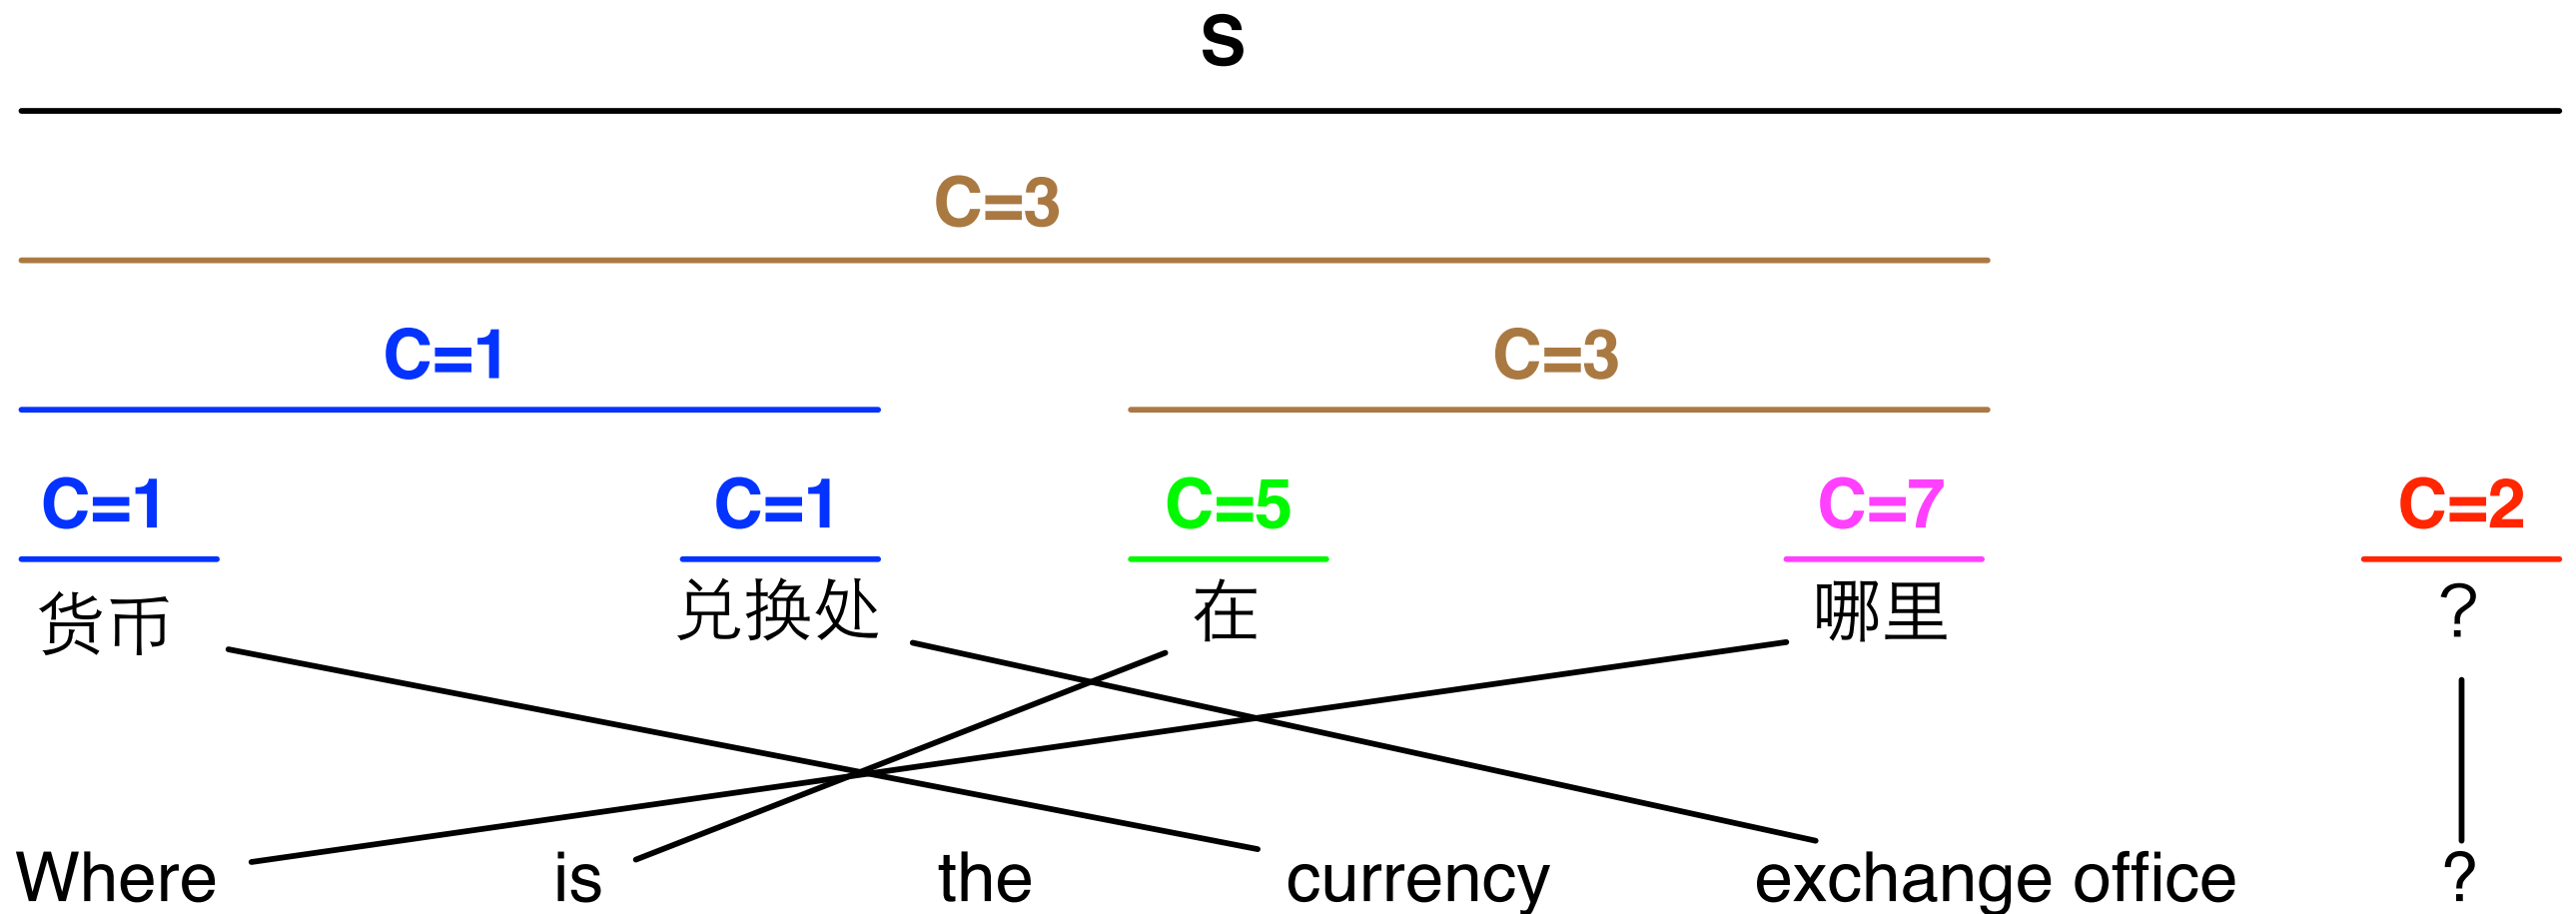 S
C=3
C=1 C=3
C=1 C=1 C=5 C=7 C=2
货币 兑换处 在 哪里 ?
Where is the currency exchange office ?